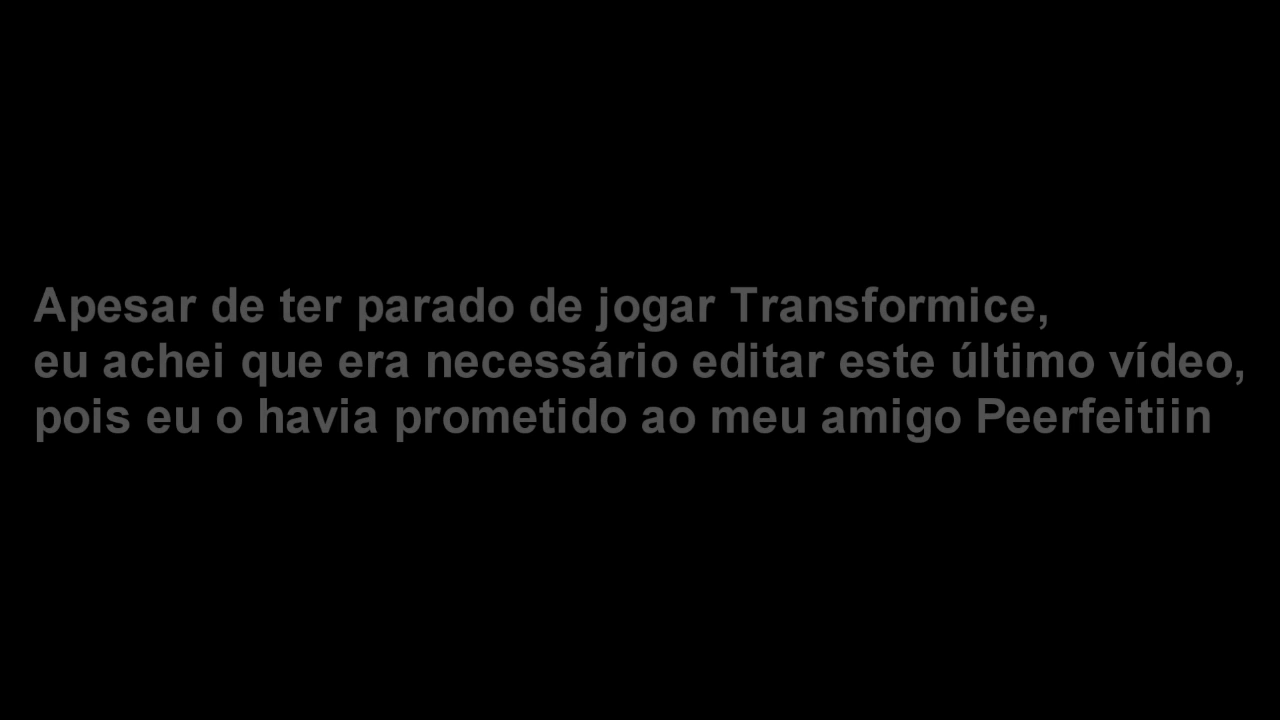 Apesar de ter parado de jogar Transformice,
eu achei que era necessário editar este último vídeo,
pois eu o havia prometido ao meu amigo Peerfeitiin